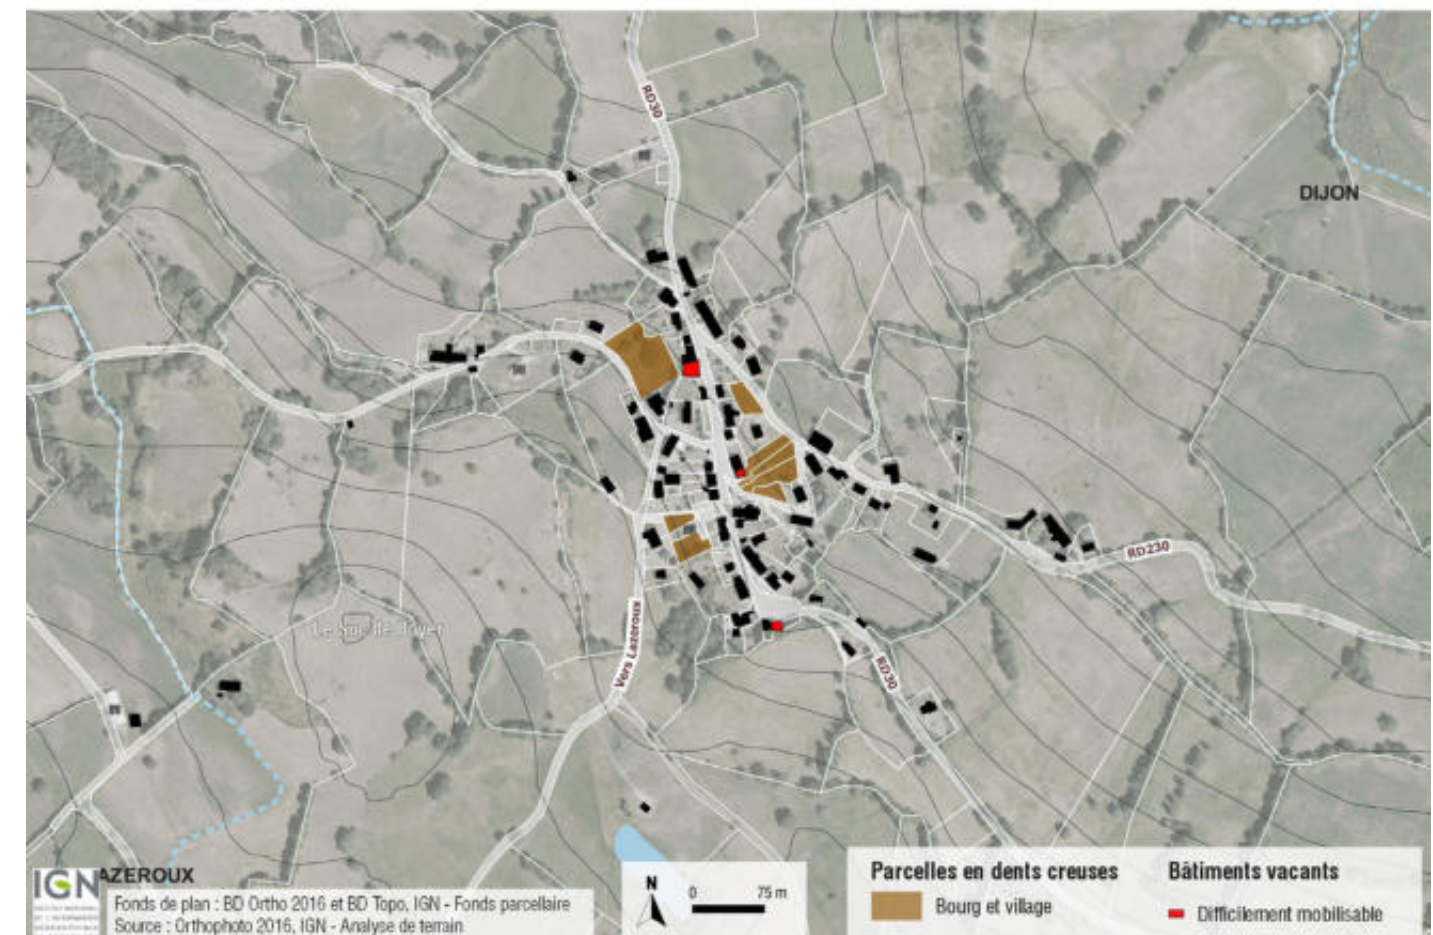 RD30
DIJON
RD230
Vers Lazeroux
RD30
AZEROUX
IGN
Fonds de plan : BD Ortho 2016 et BD Topo, IGN - Fonds parcellaire
Source : Orthophoto 2016, IGN - Analyse de terrain
N
0 75 m
Parcelles en dents creuses
Bourg et village
Bâtiments vacants
Difficilement mobilisable